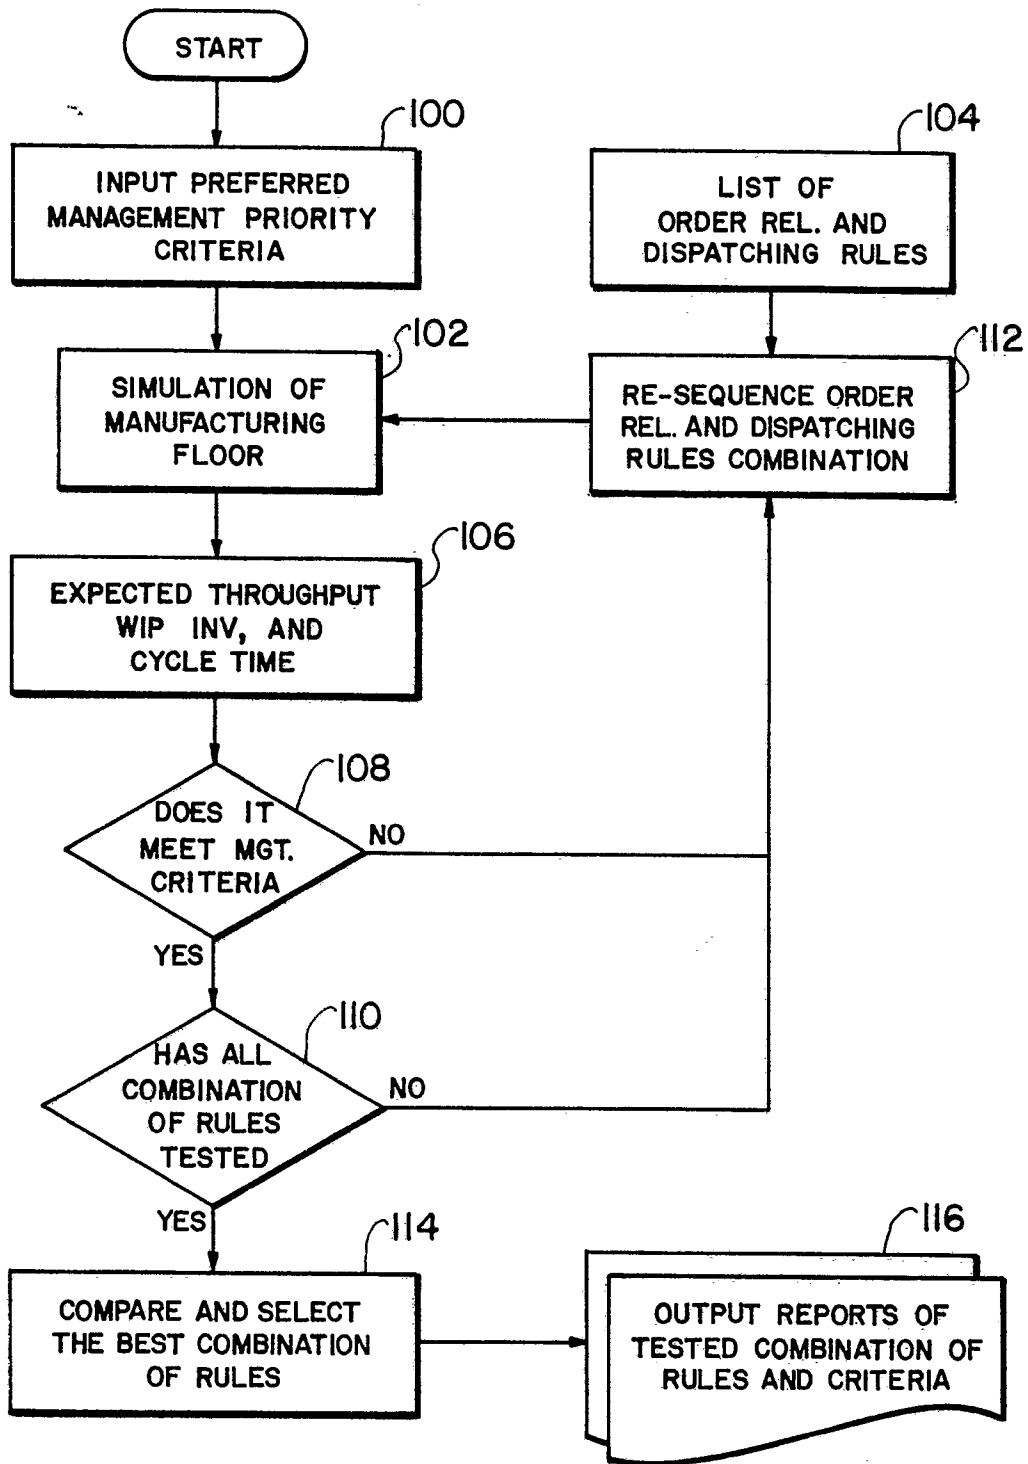 START
100
INPUT PREFERRED
MANAGEMENT PRIORITY
CRITERIA
104
LIST OF
ORDER REL. AND
DISPATCHING RULES
102
SIMULATION OF
MANUFACTURING
FLOOR
112
RE-SEQUENCE ORDER
REL. AND DISPATCHING
RULES COMBINATION
106
EXPECTED THROUGHPUT
WIP INV, AND
CYCLE TIME
108
DOES IT
MEET MGT.
CRITERIA
NO
YES
110
HAS ALL
COMBINATION
OF RULES
TESTED
NO
YES
114
COMPARE AND SELECT
THE BEST COMBINATION
OF RULES
116
OUTPUT REPORTS OF
TESTED COMBINATION OF
RULES AND CRITERIA